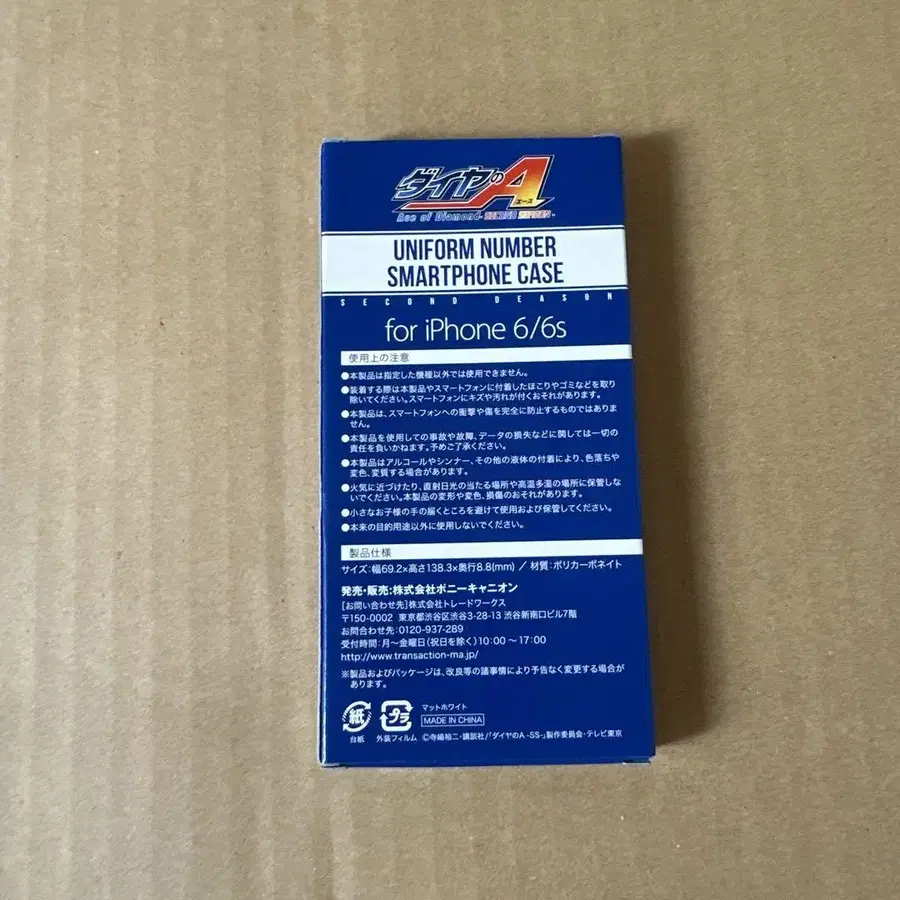 ダイヤのA
エース
Ace of Diamond -SECOND SEASON-
UNIFORM NUMBER
SMARTPHONE CASE
SECOND DEASON
for iPhone 6/6s
使用上の注意
●本製品は指定した機種以外では使用できません。
●装着する際は本製品やスマートフォンに付着したほこりやゴミなどを取り
除いてください。スマートフォンにキズや汚れが付くおそれがあります。
●本製品は、スマートフォンへの衝撃や傷を完全に防止するものではありま
せん。
●本製品を使用しての事故や故障、データの損失などに関しては一切の
責任を負いかねます。予めご了承ください。
●本製品はアルコールやシンナー、その他の液体の付着により、色落ちや
変色、変質する場合があります。
●火気に近づけたり、直射日光の当たる場所や高温多湿の場所に保管しな
いでください。本製品の変形や変色、損傷のおそれがあります。
●小さなお子様の手の届くところを避けて使用および保管してください。
●本来の目的用途以外に使用しないでください。
製品仕様
サイズ:幅69.2×高さ138.3×奥行8.8(mm) / 材質:ポリカーボネイト
発売・販売:株式会社ポニーキャニオン
[お問い合わせ先]株式会社トレードワークス
〒150-0002 東京都渋谷区渋谷3-28-13 渋谷新南口ビル7階
お問合わせ先:0120-937-289
受付時間:月〜金曜日(祝日を除く)10:00〜17:00
http://www.transaction-ma.jp/
※製品およびパッケージは、改良等の諸事情により予告なく変更する場合が
あります。
紙
台紙
プラ
外装フィルム
マットホワイト
MADE IN CHINA
©寺嶋裕二・講談社/「ダイヤのA -SS-」製作委員会・テレビ東京